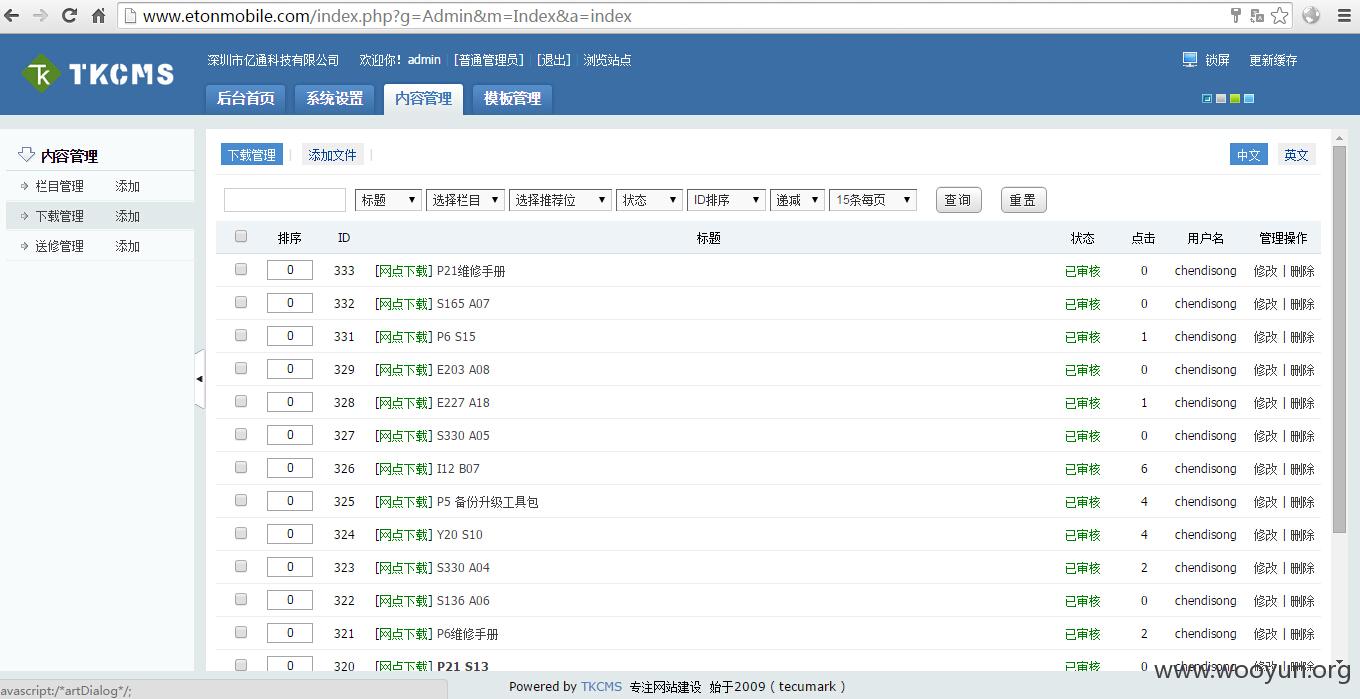 www.etonmobile.com/index.php?g=Admin&m=Index&a=index
TKCMS
深圳市亿通科技有限公司 欢迎你! admin [普通管理员] [退出] 浏览站点
锁屏 更新缓存
后台首页 系统设置 内容管理 模板管理
内容管理
栏目管理 添加
下载管理 添加
送修管理 添加
下载管理 | 添加文件 |
中文 英文
标题 选择栏目 选择推荐位 状态 ID排序 递减 15条每页 查询 重置
排序 ID 标题 状态 点击 用户名 管理操作
0 333 [网点下载] P21维修手册 已审核 0 chendisong 修改 | 删除
0 332 [网点下载] S165 A07 已审核 0 chendisong 修改 | 删除
0 331 [网点下载] P6 S15 已审核 1 chendisong 修改 | 删除
0 329 [网点下载] E203 A08 已审核 0 chendisong 修改 | 删除
0 328 [网点下载] E227 A18 已审核 1 chendisong 修改 | 删除
0 327 [网点下载] S330 A05 已审核 0 chendisong 修改 | 删除
0 326 [网点下载] I12 B07 已审核 6 chendisong 修改 | 删除
0 325 [网点下载] P5 备份升级工具包 已审核 4 chendisong 修改 | 删除
0 324 [网点下载] Y20 S10 已审核 4 chendisong 修改 | 删除
0 323 [网点下载] S330 A04 已审核 2 chendisong 修改 | 删除
0 322 [网点下载] S136 A06 已审核 0 chendisong 修改 | 删除
0 321 [网点下载] P6维修手册 已审核 2 chendisong 修改 | 删除
0 320 [网点下载] P21 S13 已审核 0 chendisong 修改 | 删除
www.wooyun.org
avascript:/*artDialog*/;
Powered by TKCMS 专注网站建设 始于2009 ( tecumark )